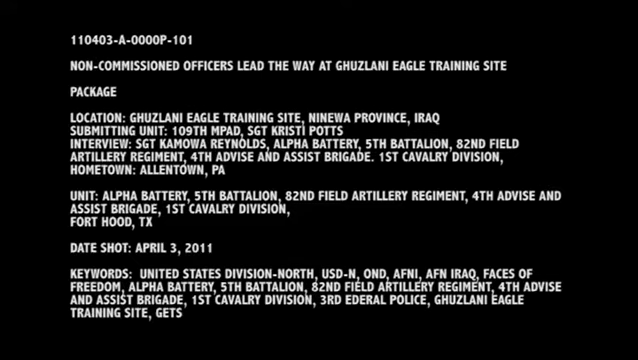 110403-A-0000P-101
NON-COMMISSIONED OFFICERS LEAD THE WAY AT GHUZLANI EAGLE TRAINING SITE
PACKAGE
LOCATION: GHUZLANI EAGLE TRAINING SITE, NINEWA PROVINCE, IRAQ
SUBMITTING UNIT: 109TH MPAD, SGT KRISTI POTTS
INTERVIEW: SGT KAMOWA REYNOLDS, ALPHA BATTERY, 5TH BATTALION, 82ND FIELD
ARTILLERY REGIMENT, 4TH ADVISE AND ASSIST BRIGADE. 1ST CAVALRY DIVISION,
HOMETOWN: ALLENTOWN, PA
UNIT: ALPHA BATTERY, 5TH BATTALION, 82ND FIELD ARTILLERY REGIMENT, 4TH ADVISE AND
ASSIST BRIGADE, 1ST CAVALRY DIVISION,
FORT HOOD, TX
DATE SHOT: APRIL 3, 2011
KEYWORDS: UNITED STATES DIVISION-NORTH, USD-N, OND, AFNI, AFN IRAQ, FACES OF
FREEDOM, ALPHA BATTERY, 5TH BATTALION, 82ND FIELD ARTILLERY REGIMENT, 4TH ADVISE
AND ASSIST BRIGADE, 1ST CAVALRY DIVISION, 3RD EDERAL POLICE, GHUZLANI EAGLE
TRAINING SITE, GETS